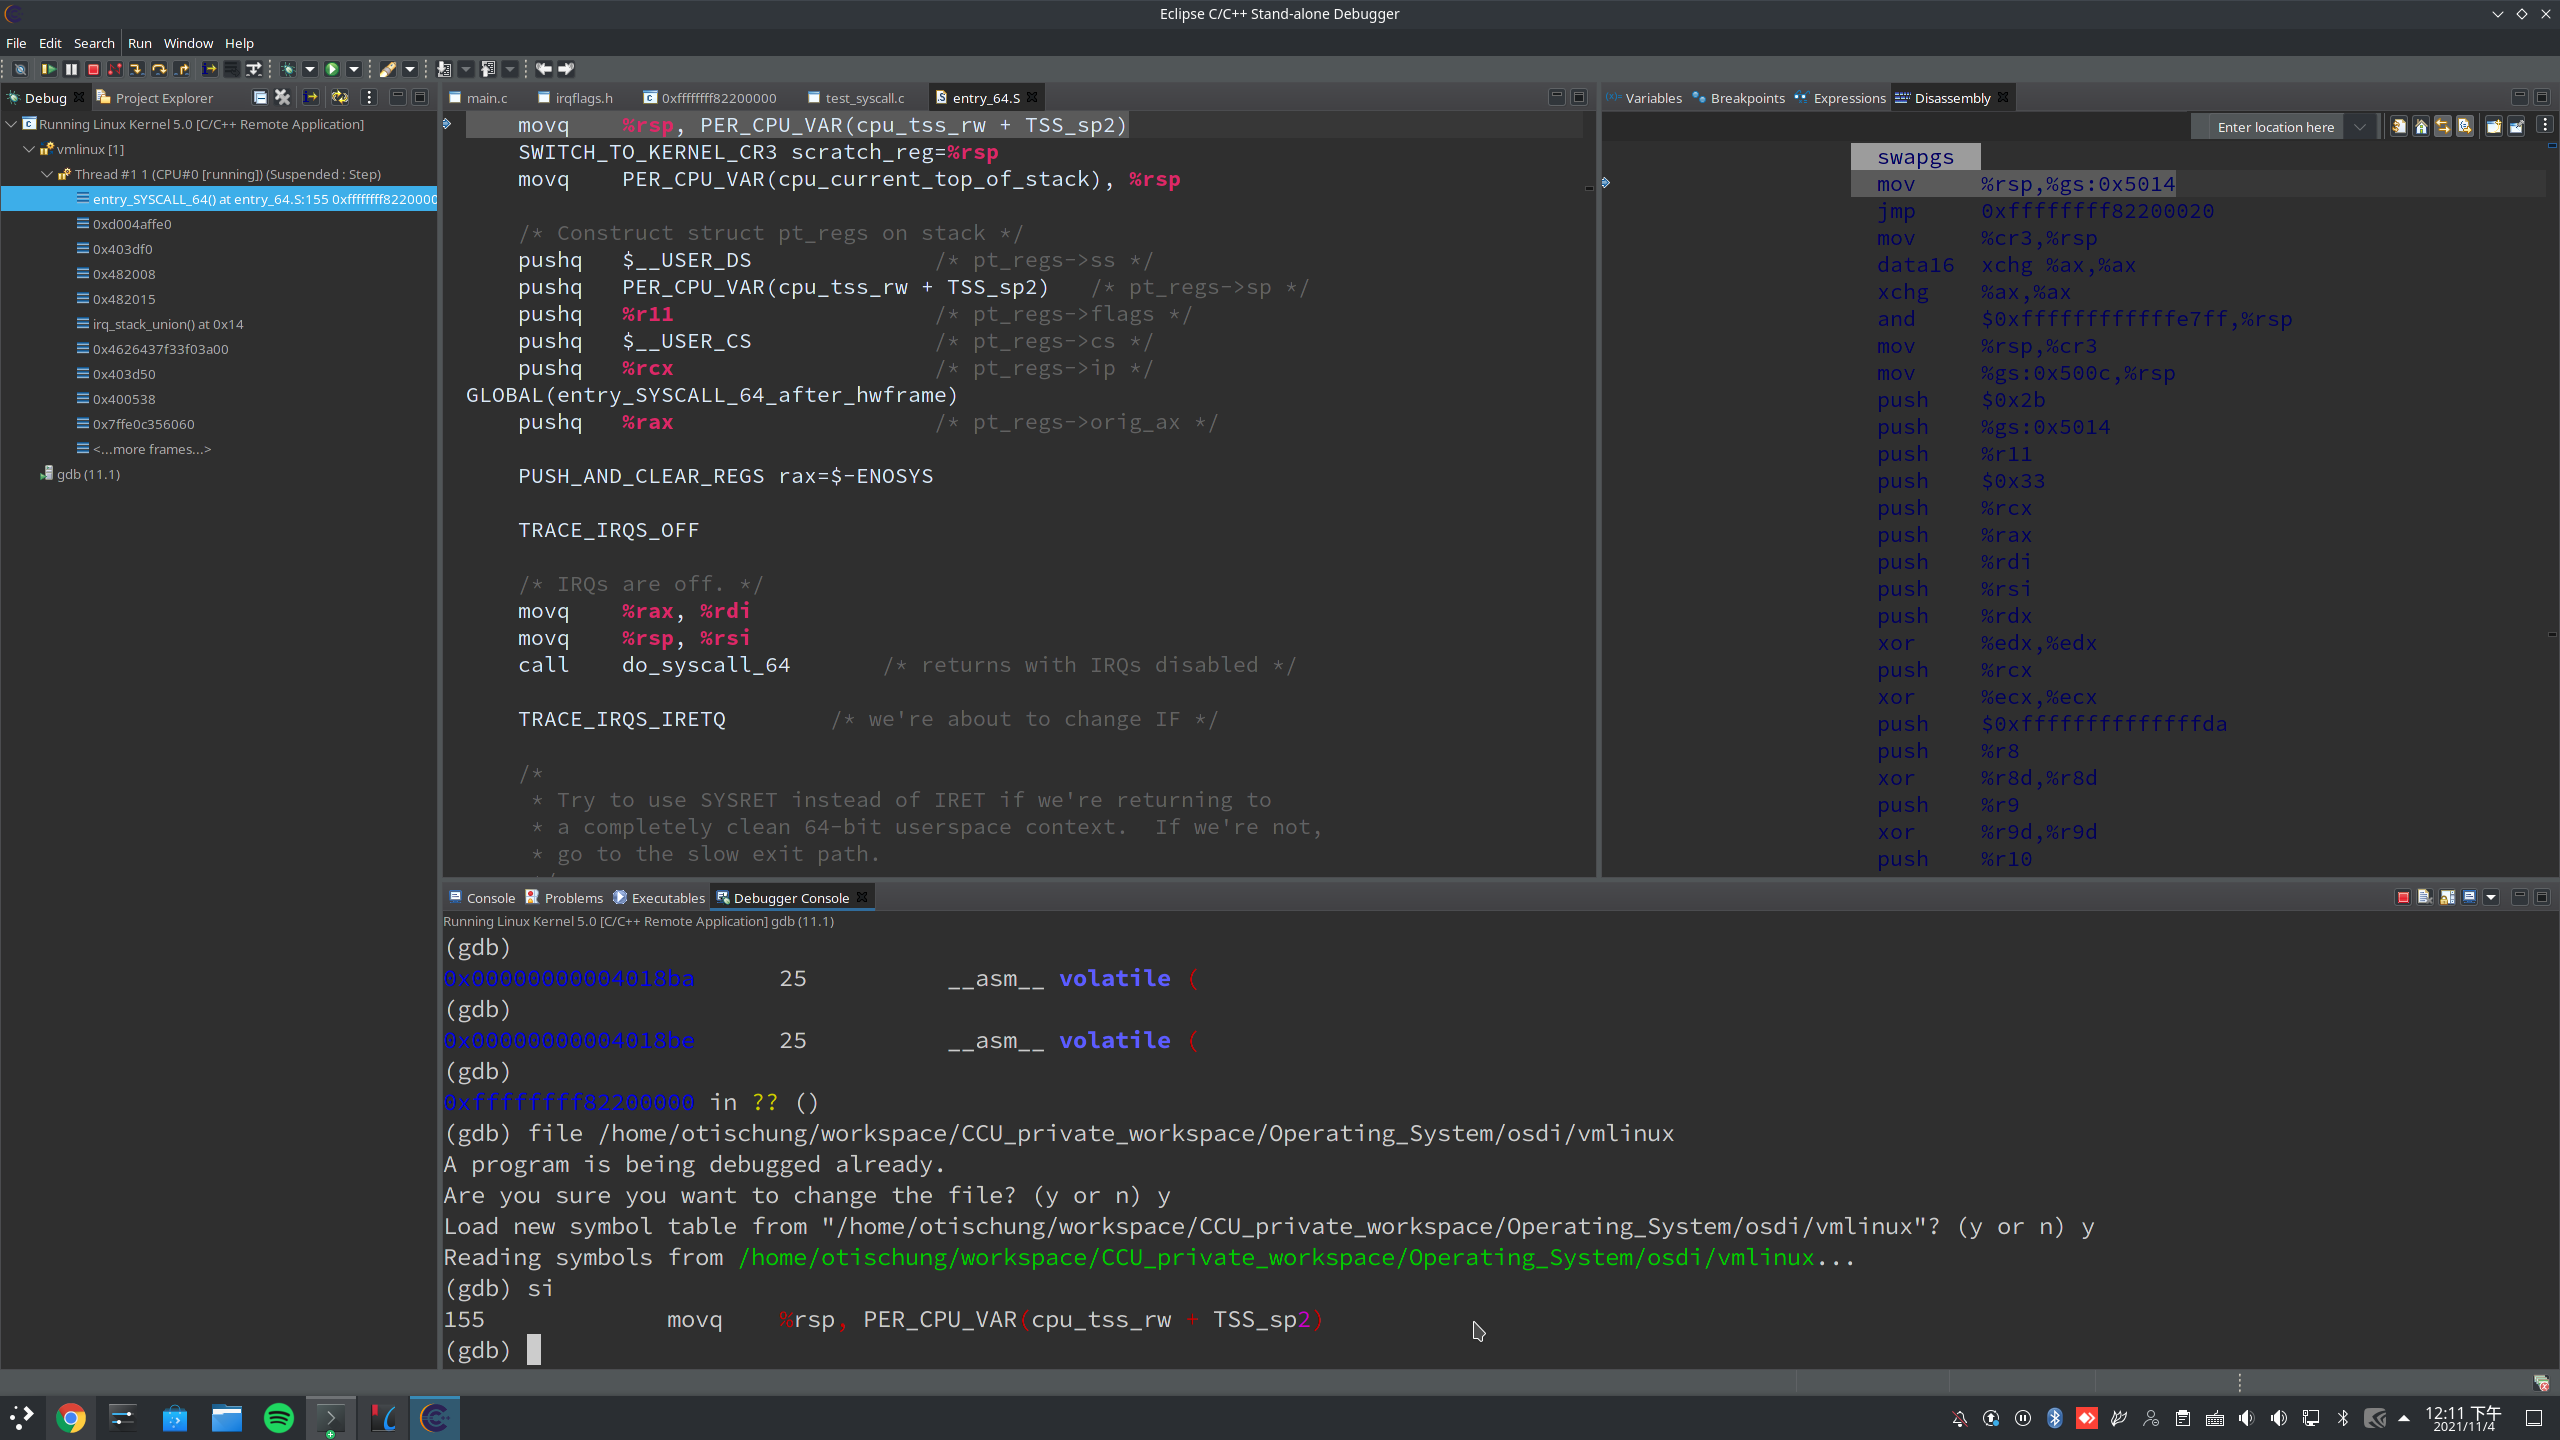 Eclipse C/C++ Stand-alone Debugger
File Edit Search Run Window Help
Debug Project Explorer
Running Linux Kernel 5.0 [C/C++ Remote Application]
vmlinux [1]
Thread #1 1 (CPU#0 [running]) (Suspended : Step)
entry_SYSCALL_64() at entry_64.S:155 0xffffffff8220000
0xd004affe0
0x403df0
0x482008
0x482015
irq_stack_union() at 0x14
0x4626437f33f03a00
0x403d50
0x400538
0x7ffe0c356060
<...more frames...>
gdb (11.1)
main.c irqflags.h 0xffffffff82200000 test_syscall.c entry_64.S
movq %rsp, PER_CPU_VAR(cpu_tss_rw + TSS_sp2)
SWITCH_TO_KERNEL_CR3 scratch_reg=%rsp
movq PER_CPU_VAR(cpu_current_top_of_stack), %rsp
/* Construct struct pt_regs on stack */
pushq $__USER_DS /* pt_regs->ss */
pushq PER_CPU_VAR(cpu_tss_rw + TSS_sp2) /* pt_regs->sp */
pushq %r11 /* pt_regs->flags */
pushq $__USER_CS /* pt_regs->cs */
pushq %rcx /* pt_regs->ip */
GLOBAL(entry_SYSCALL_64_after_hwframe)
pushq %rax /* pt_regs->orig_ax */
PUSH_AND_CLEAR_REGS rax=$-ENOSYS
TRACE_IRQS_OFF
/* IRQs are off. */
movq %rax, %rdi
movq %rsp, %rsi
call do_syscall_64 /* returns with IRQs disabled */
TRACE_IRQS_IRETQ /* we're about to change IF */
/*
* Try to use SYSRET instead of IRET if we're returning to
* a completely clean 64-bit userspace context. If we're not,
* go to the slow exit path.
Variables Breakpoints Expressions Disassembly
Enter location here
swapgs
mov %rsp,%gs:0x5014
jmp 0xffffffff82200020
mov %cr3,%rsp
data16 xchg %ax,%ax
xchg %ax,%ax
and $0xffffffffffffe7ff,%rsp
mov %rsp,%cr3
mov %gs:0x500c,%rsp
push $0x2b
push %gs:0x5014
push %r11
push $0x33
push %rcx
push %rax
push %rdi
push %rsi
push %rdx
xor %edx,%edx
push %rcx
xor %ecx,%ecx
push $0xffffffffffffffda
push %r8
xor %r8d,%r8d
push %r9
xor %r9d,%r9d
push %r10
Console Problems Executables Debugger Console
Running Linux Kernel 5.0 [C/C++ Remote Application] gdb (11.1)
(gdb)
0x00000000004018ba 25 __asm__ volatile (
(gdb)
0x00000000004018be 25 __asm__ volatile (
(gdb)
0xffffffff82200000 in ?? ()
(gdb) file /home/otischung/workspace/CCU_private_workspace/Operating_System/osdi/vmlinux
A program is being debugged already.
Are you sure you want to change the file? (y or n) y
Load new symbol table from "/home/otischung/workspace/CCU_private_workspace/Operating_System/osdi/vmlinux"? (y or n) y
Reading symbols from /home/otischung/workspace/CCU_private_workspace/Operating_System/osdi/vmlinux...
(gdb) si
155 movq %rsp, PER_CPU_VAR(cpu_tss_rw + TSS_sp2)
(gdb)
12:11 下午
2021/11/4